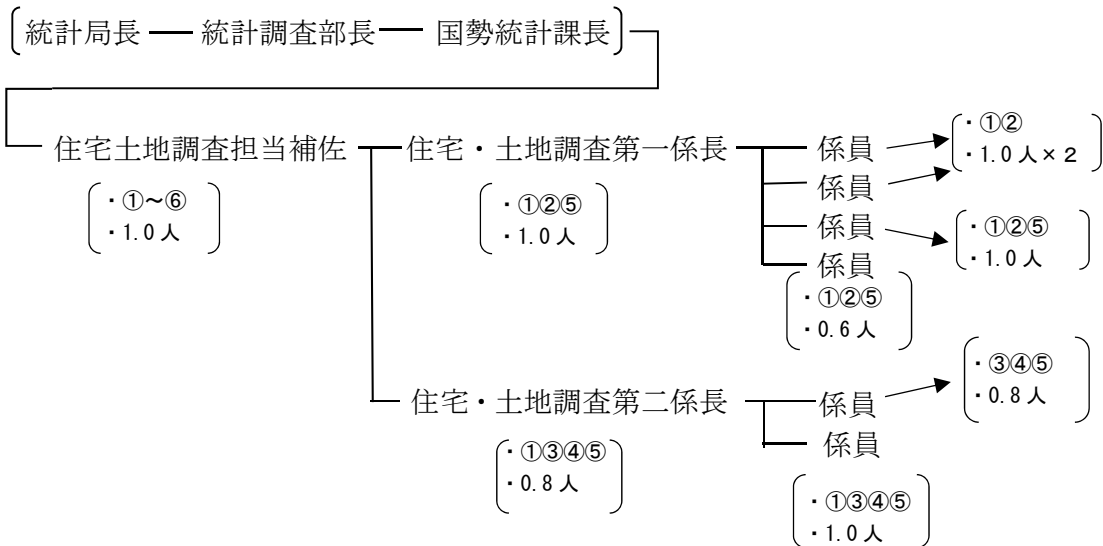 統計局長 ― 統計調査部長 ― 国勢統計課長
住宅土地調査担当補佐
・①～⑥
・1.0人
住宅・土地調査第一係長
・①②⑤
・1.0人
係員
・①②
・1.0人×2
係員
係員
・①②⑤
・1.0人
係員
・①②⑤
・0.6人
住宅・土地調査第二係長
・①③④⑤
・0.8人
係員
・③④⑤
・0.8人
係員
・①③④⑤
・1.0人